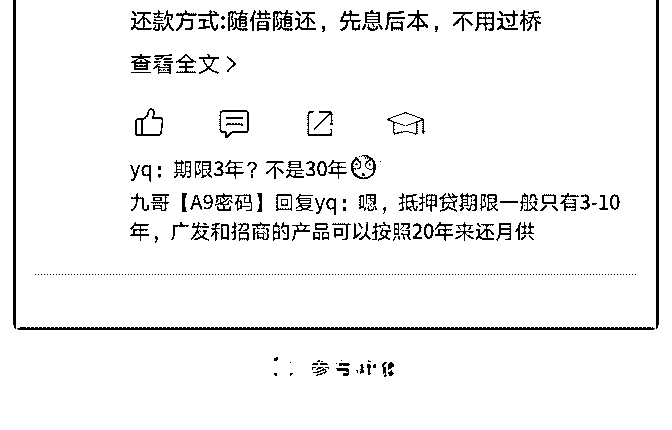 还款方式:随借随还，先息后本，不用过桥
查看全文
yq：期限3年？不是30年
九哥【A9密码】回复yq：嗯，抵押贷期限一般只有3-10
年，广发和招商的产品可以按照20年来还月供